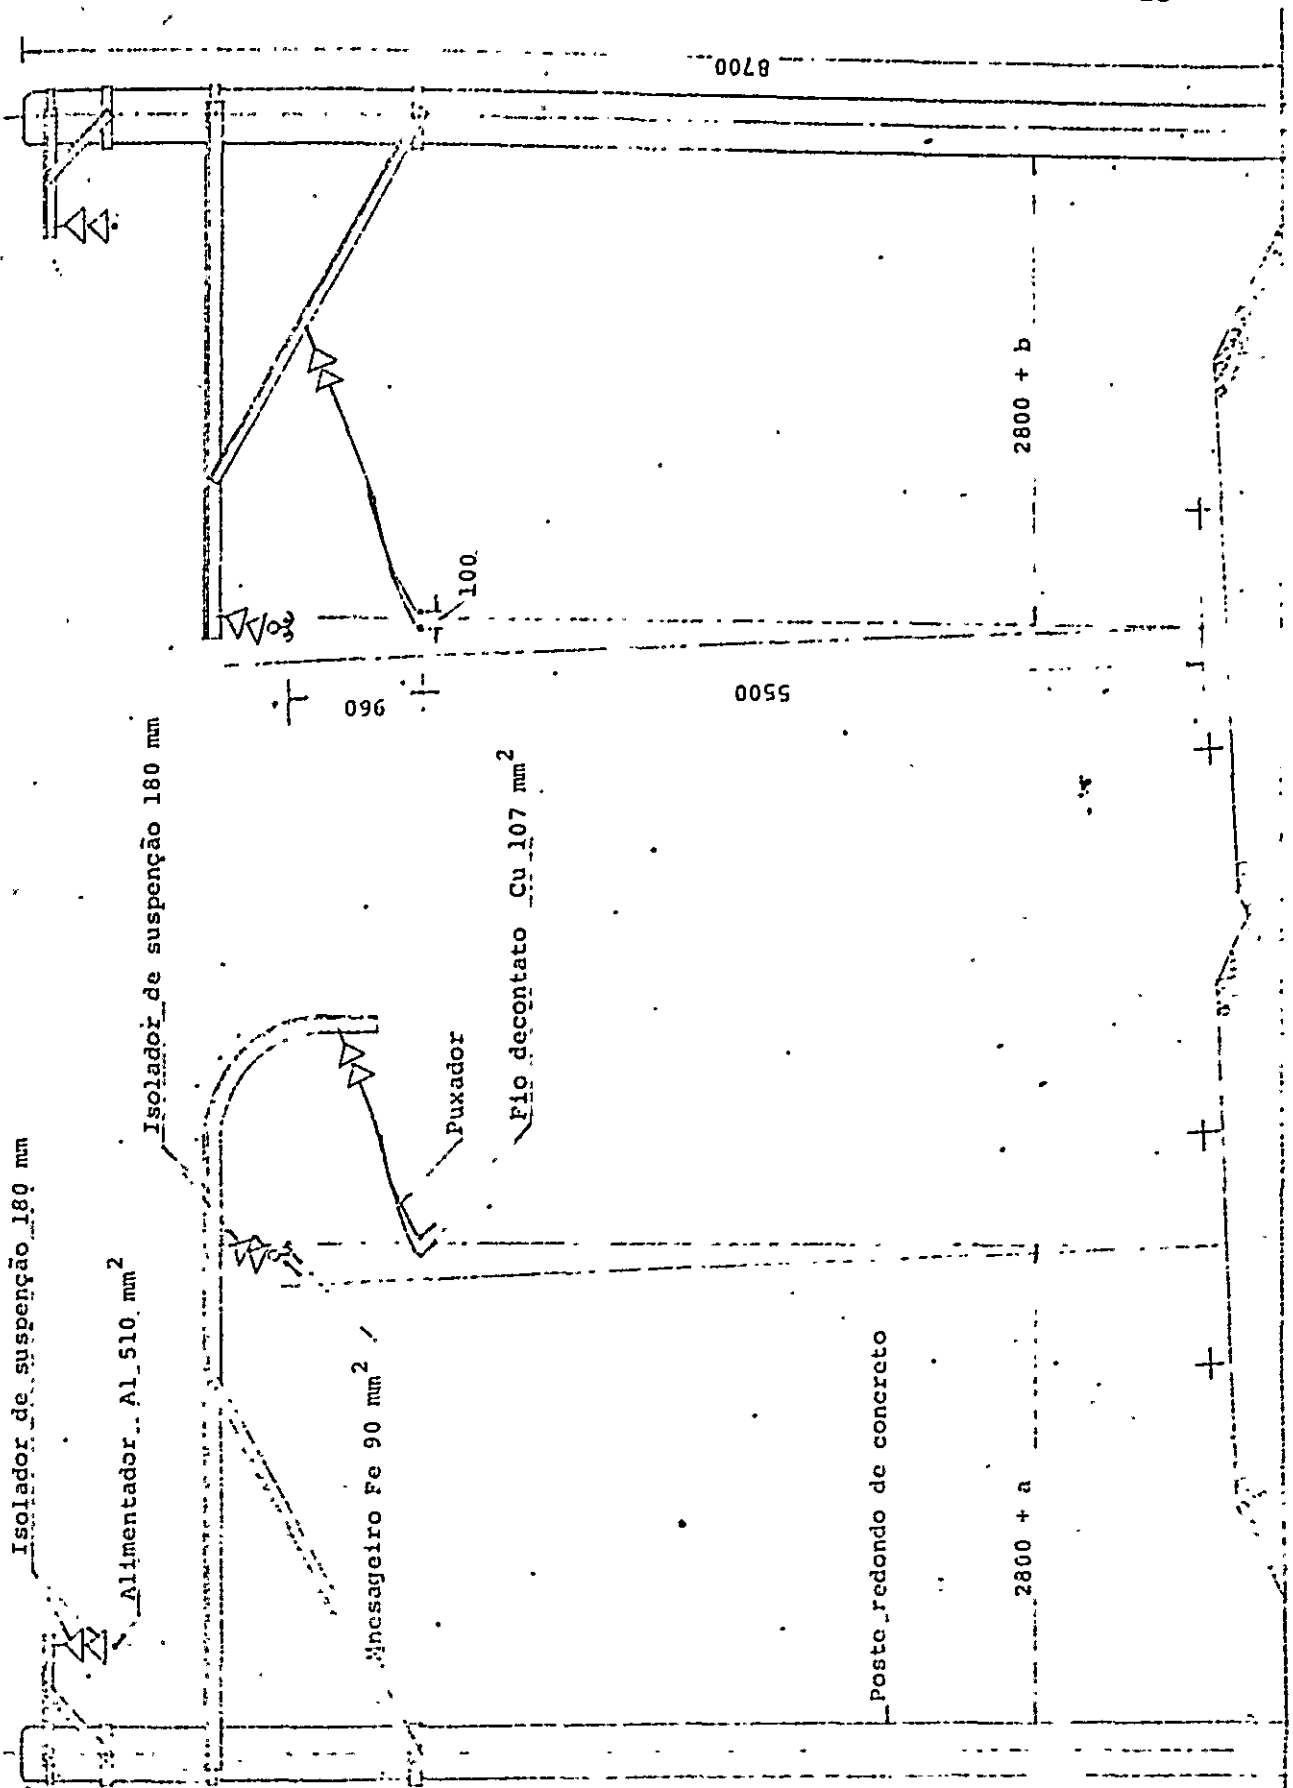 8700
Isolador de suspenção 180 mm
Alimentador Al 510 mm²
Isolador de suspenção 180 mm
960
100
5500
2800 + b
Fio decontato Cu 107 mm²
Puxador
Mnesageiro Fe 90 mm²
Poste redondo de concreto
2800 + a